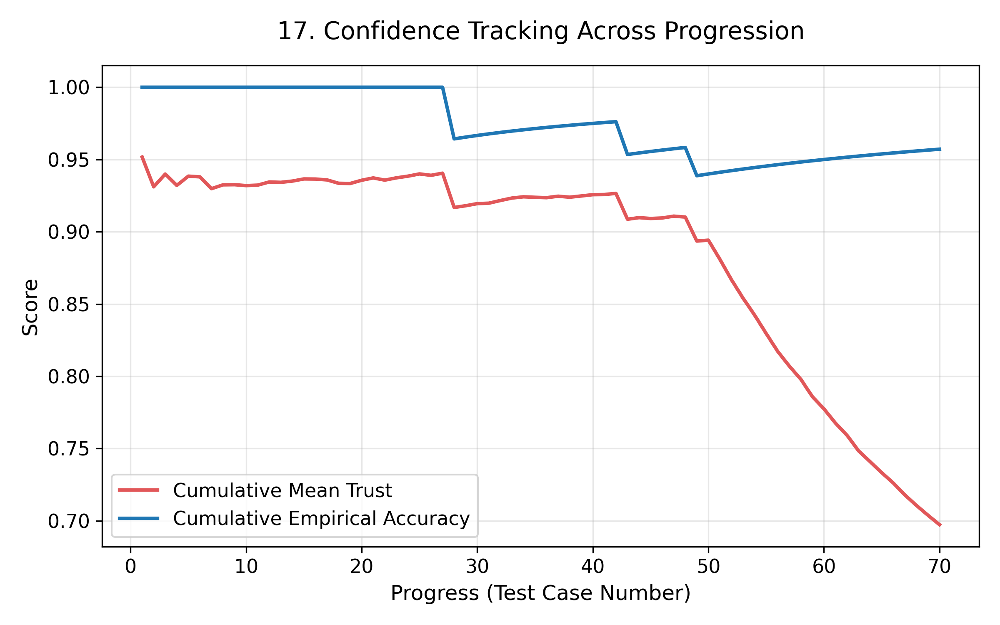 17. Confidence Tracking Across Progression
Score
1.00
0.95
0.90
0.85
0.80
0.75
0.70
Cumulative Mean Trust
Cumulative Empirical Accuracy
0 10 20 30 40 50 60 70
Progress (Test Case Number)